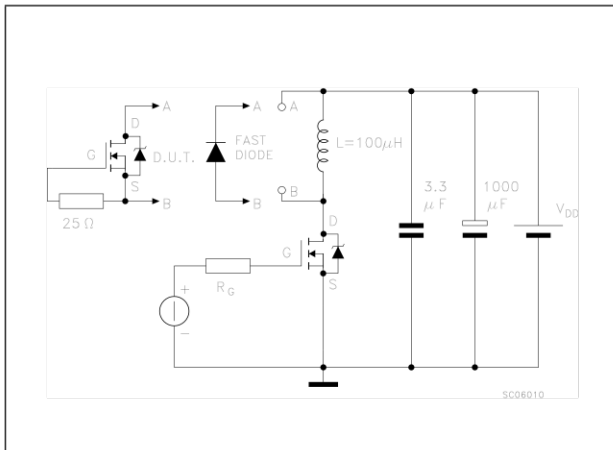 A
A
A
D
FAST
DIODE
G
D.U.T.
L=100µH
S
B
B
B
25 Ω
3.3
µF
1000
µF
VDD
D
G
S
RG
+
−
SC06010